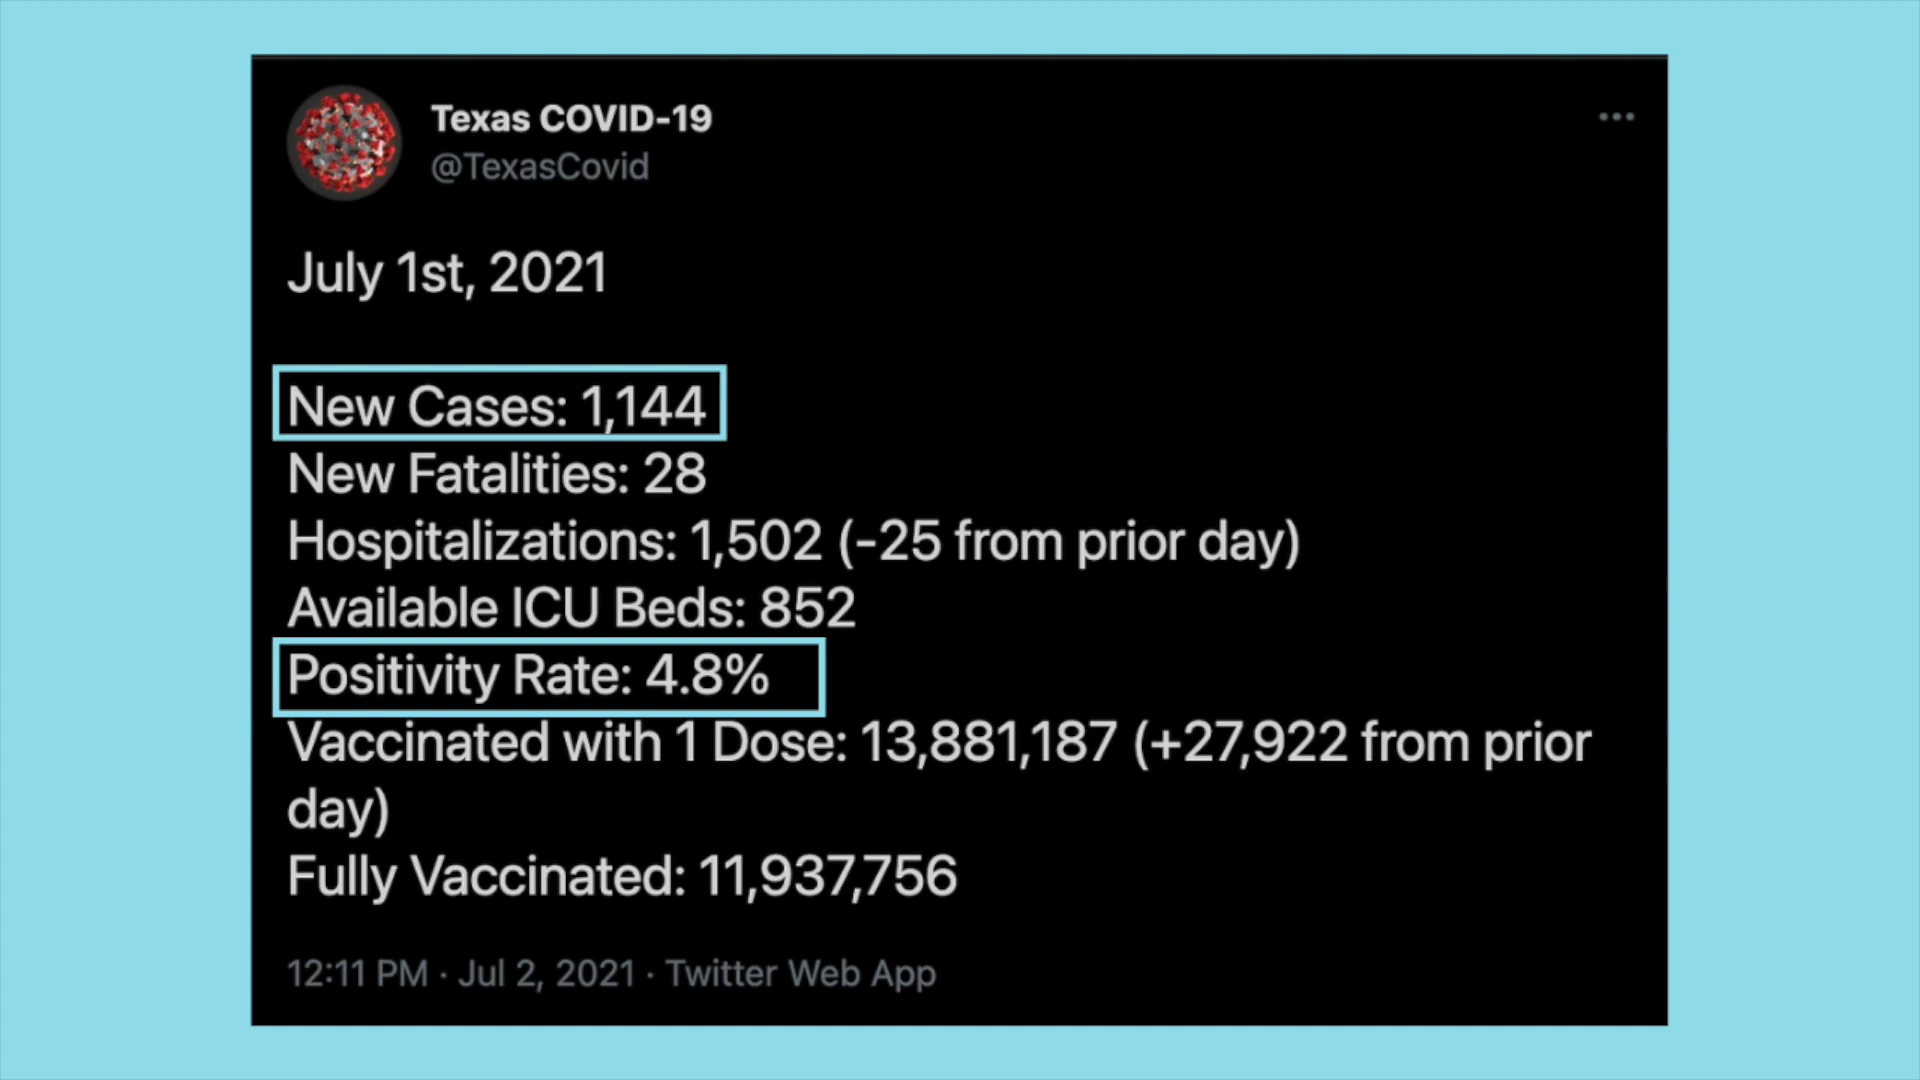 Texas COVID-19
@TexasCovid
July 1st, 2021
New Cases: 1,144
New Fatalities: 28
Hospitalizations: 1,502 (-25 from prior day)
Available ICU Beds: 852
Positivity Rate: 4.8%
Vaccinated with 1 Dose: 13,881,187 (+27,922 from prior
day)
Fully Vaccinated: 11,937,756
12:11 PM · Jul 2, 2021 · Twitter Web App